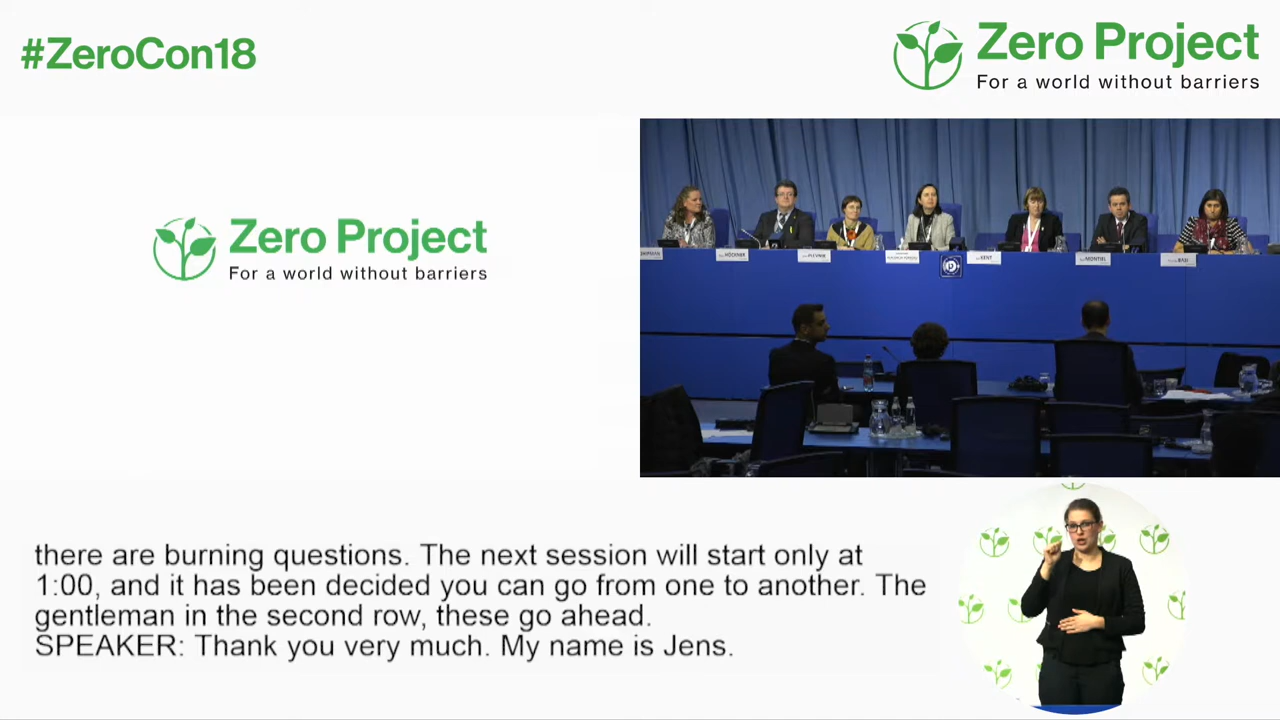 #ZeroCon18
Zero Project
For a world without barriers
Zero Project
For a world without barriers
HÖCKNER
PLEVNIK
KENT
MONTIEL
there are burning questions. The next session will start only at
1:00, and it has been decided you can go from one to another. The
gentleman in the second row, these go ahead.
SPEAKER: Thank you very much. My name is Jens.